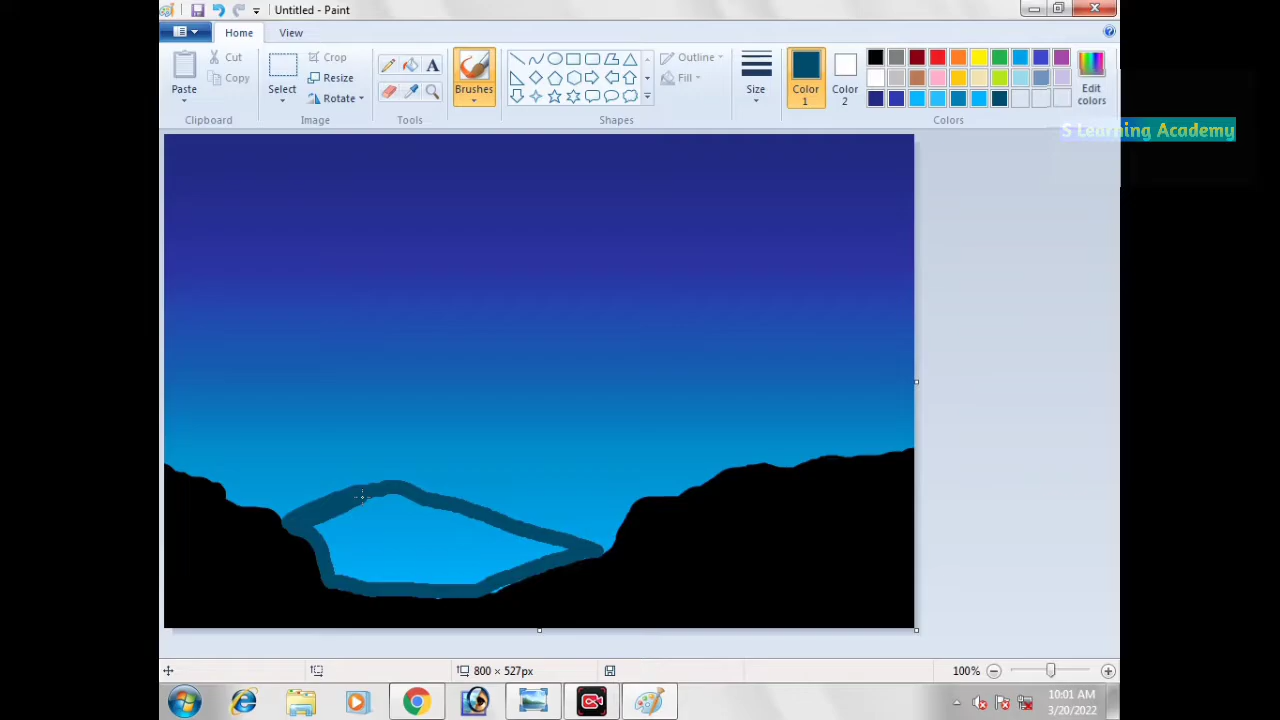 Untitled - Paint
Home
View
Paste
Cut
Copy
Clipboard
Select
Crop
Resize
Rotate
Image
A
Tools
Brushes
Outline
Fill
Shapes
Size
Color 1
Color 2
Edit colors
Colors
S Learning Academy
800 × 527px
100%
10:01 AM
3/20/2022